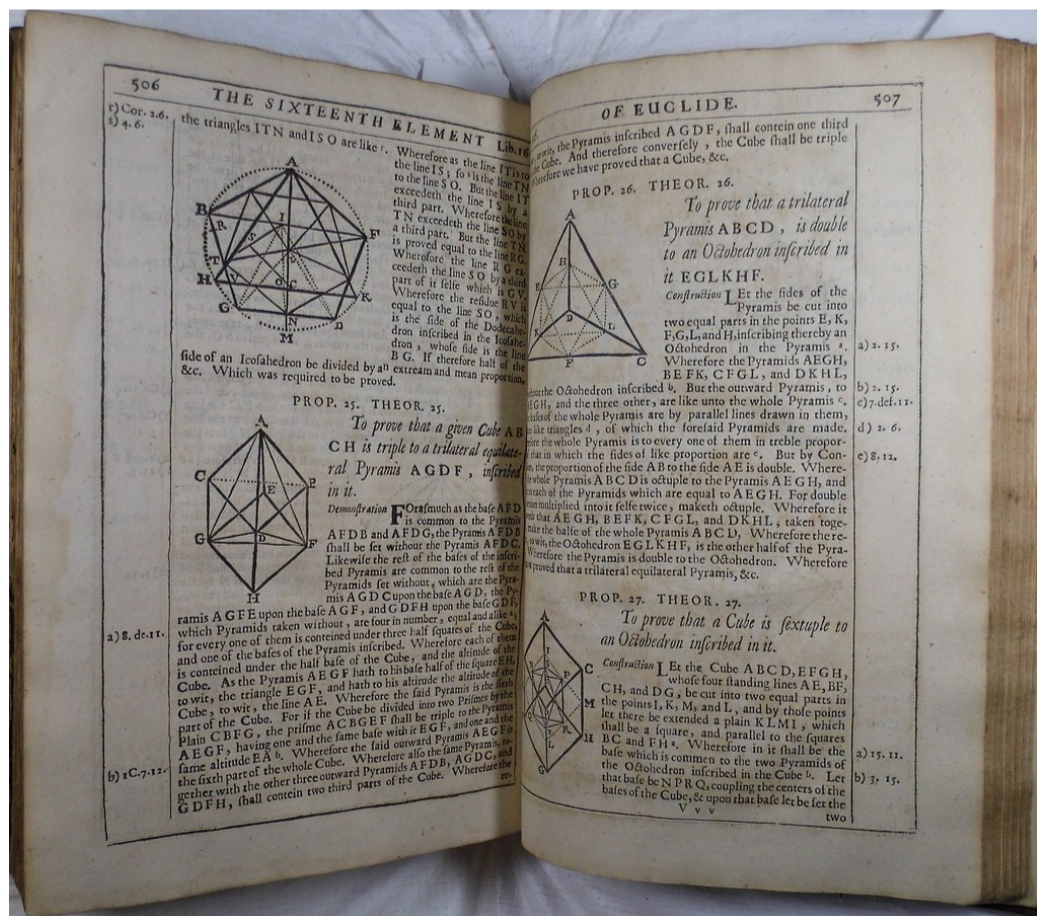 506
THE SIXTEENTH ELEMENT Lib.16
r) Cor. 2.6.
s) 4. 6.
the triangles ITN and ISO are like r.
Wherefore as the line IT is to
the line IS; so s is the line TN
to the line SO. But the line IT
exceedeth the line IS by a
third part. Wherefore the line
TN exceedeth the line SO by
a third part. But the line TN
is proved equal to the line RG.
Wherefore the line RG ex-
ceedeth the line SO by a third
part of it selfe which is GV.
Wherefore the residue RV is
equal to the line SO, which
is the side of the Dodecahe-
dron inscribed in the Icosahe-
dron, whose side is the line
BG. If therefore half of the
side of an Icosahedron be divided by an extream and mean proportion,
&c. Which was required to be proved.
A
B
R
I
S
F
T
H
V
O
C
K
G
N
D
M
PROP. 25. THEOR. 25.
To prove that a given Cube AB
CH is triple to a trilateral equilate-
ral Pyramis AGDF, inſcribed
in it.
Demonſtration FOraſmuch as the baſe AFD
is common to the Pyramis
AFDB and AFDG, the Pyramis AFDB
ſhall be ſet without the Pyramis AFDC.
Likewiſe the reſt of the baſes of the inſcri-
bed Pyramis are common to the reſt of the
Pyramids ſet without, which are the Pyra-
mis AGDC upon the baſe AGD, the Py-
ramis AGFE upon the baſe AGF, and GDFH upon the baſe GDF,
which Pyramids taken without, are four in number, equal and alike a,
for every one of them is conteined under three half ſquares of the Cube,
and one of the baſes of the Pyramis inſcribed. Wherefore each of them
is conteined under the half baſe of the Cube, and the altitude of the
Cube. As the Pyramis AEGF hath to his baſe half of the ſquare EH,
to wit, the triangle EGF, and hath to his altitude the altitude of the
Cube, to wit, the line AE. Wherefore the ſaid Pyramis is the ſixth
part of the Cube. For if the Cube be divided into two Priſmes by the
Plain CBFG, the priſme ACBGEF ſhall be triple to the Pyramis
AEGF, having one and the ſame baſe with it EGF, and one and the
ſame altitude EA b. Wherefore the ſaid outward Pyramis AEGF is
the ſixth part of the whole Cube. Wherefore alſo the ſame Pyramis, to-
gether with the other three outward Pyramids AFDB, AGDC, and
GDFH, ſhall contein two third parts of the Cube. Wherefore the
re-
A
C
B
E
G
D
F
H
a) 8. de.11.
b) 1C.7.12.
OF EUGLIDE.
507
to wit, the Pyramis inſcribed AGDF, ſhall contein one third
Cube. And therefore converſely, the Cube ſhall be triple
Wherefore we have proved that a Cube, &c.
PROP. 26. THEOR. 26.
To prove that a trilateral
Pyramis ABCD, is double
to an Octohedron inſcribed in
it EGLKHF.
Conſtruction LEt the ſides of the
Pyramis be cut into
two equal parts in the points E, K,
F, G, L, and H, inſcribing thereby an
Octohedron in the Pyramis a.
Wherefore the Pyramids AEGH,
BEFK, CFGL, and DKHL,
the Octohedron inſcribed b. But the outward Pyramis, to
EGH, and the three other, are like unto the whole Pyramis c.
baſes of the whole Pyramis are by parallel lines drawn in them,
like triangles d, of which the foreſaid Pyramids are made.
the whole Pyramis is to every one of them in treble propor-
that in which the ſides of like proportion are e. But by Con-
the proportion of the ſide AB to the ſide AE is double. Where-
whole Pyramis ABCD is octuple to the Pyramis AEGH, and
each of the Pyramids which are equal to AEGH. For double
multiplied into it ſelfe twice, maketh octuple. Wherefore it
that AEGH, BEFK, CFGL, and DKHL, taken toge-
make the halfe of the whole Pyramis ABCD, Wherefore the re-
to wit, the Octohedron EGLKHF, is the other half of the Pyra-
Wherefore the Pyramis is double to the Octohedron. Wherefore
proved that a trilateral equilateral Pyramis, &c.
A
H
E
G
D
K
L
F
C
a) 2. 15.
b) 2. 15.
c) 7.def.11.
d) 2. 6.
e) 8. 12.
PROP. 27. THEOR. 27.
To prove that a Cube is ſextuple to
an Octohedron inſcribed in it.
Conſtruction LEt the Cube ABCD,EFGH,
whoſe four ſtanding lines AE, BF,
CH, and DG, be cut into two equal parts in
the points I, K, M, and L, and by thoſe points
let there be extended a plain KLMI, which
ſhall be a ſquare, and parallel to the ſquares
BC and FH a. Wherefore in it ſhall be the
baſe which is commen to the two Pyramids of
the Octohedron inſcribed in the Cube b. Let
that baſe be NPRQ, coupling the centers of the
baſes of the Cube, & upon that baſe let be ſet the
V v v
two
A
I
C
P
M
R
H
L
G
a) 15. 11.
b) 3. 15.